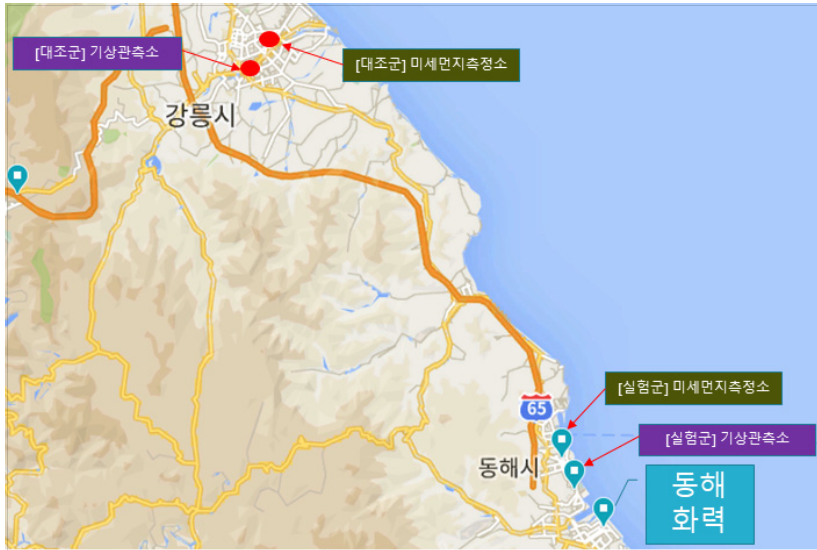 [대조군] 기상관측소
[대조군] 미세먼지측정소
강릉시
[실험군] 미세먼지측정소
65
[실험군] 기상관측소
동해시
동해
화력